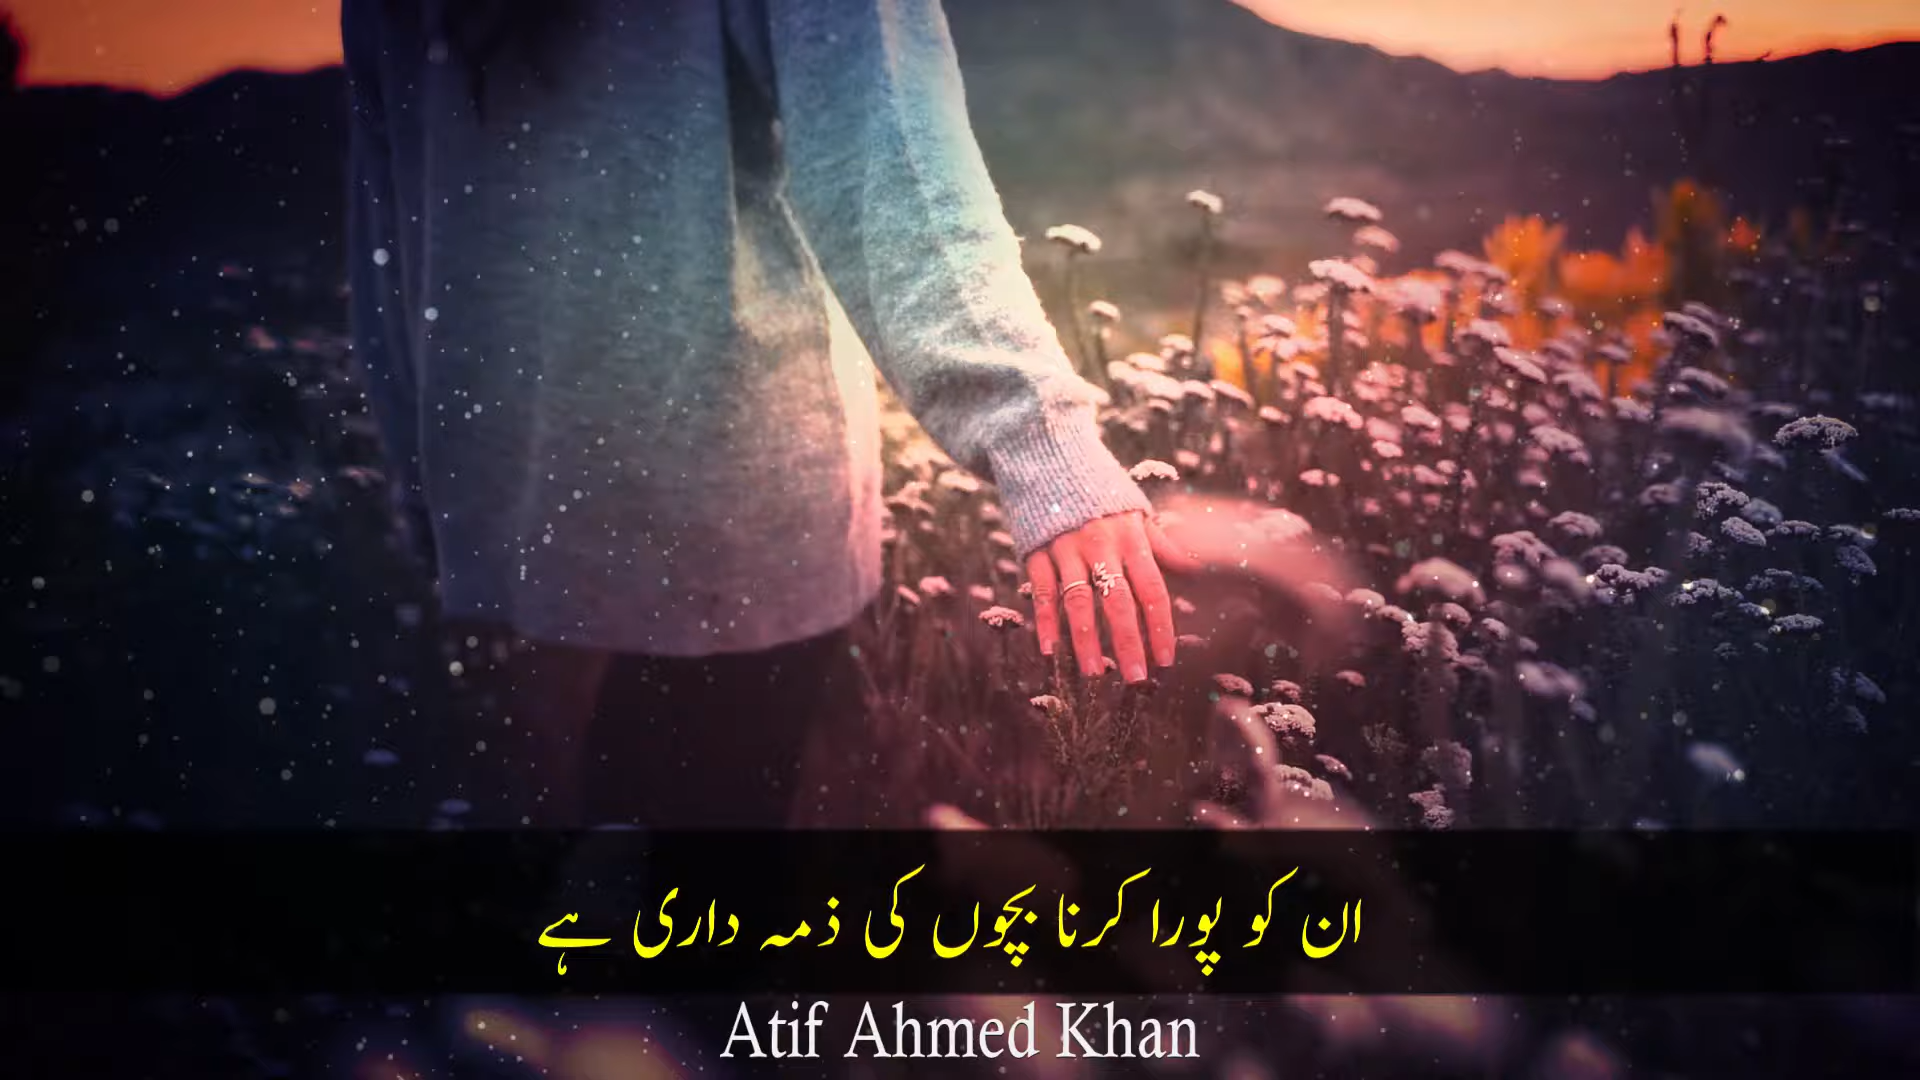 ان کو پورا کرنا بچوں کی ذمہ داری ہے
Atif Ahmed Khan